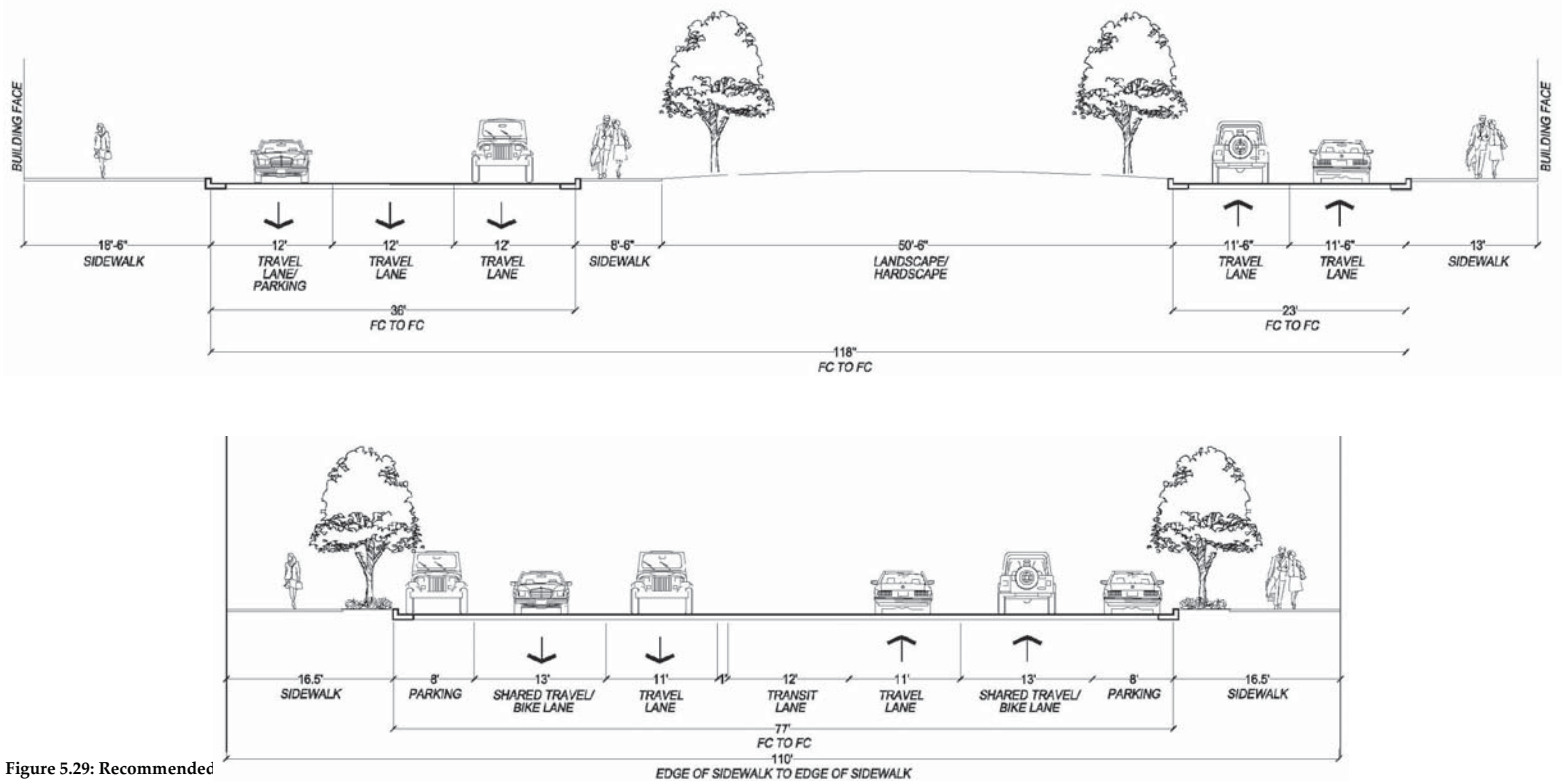 BUILDING FACE
BUILDING FACE
18'-6" 12' 12' 12' 8'-6" 50'-6" 11'-6" 11'-6" 13'
SIDEWALK TRAVEL TRAVEL TRAVEL SIDEWALK LANDSCAPE/ TRAVEL TRAVEL SIDEWALK
LANE/ LANE LANE HARDSCAPE LANE LANE
PARKING
36' 23'
FC TO FC FC TO FC
118"
FC TO FC
16.5' 8' 13' 11' 1' 12' 11' 13' 8' 16.5'
SIDEWALK PARKING SHARED TRAVEL/ TRAVEL TRANSIT TRAVEL SHARED TRAVEL/ PARKING SIDEWALK
BIKE LANE LANE LANE LANE BIKE LANE
77'
FC TO FC
110'
EDGE OF SIDEWALK TO EDGE OF SIDEWALK
Figure 5.29: Recommended